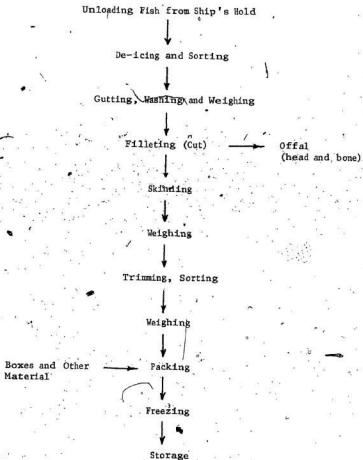 Unloading Fish from Ship's Hold
De-icing and Sorting
Gutting, Washing and Weighing
Filleting (Cut)
Offal
(head and bone)
Skinning
Weighing
Trimming, Sorting
Weighing
Boxes and Other
Material
Packing
Freezing
Storage